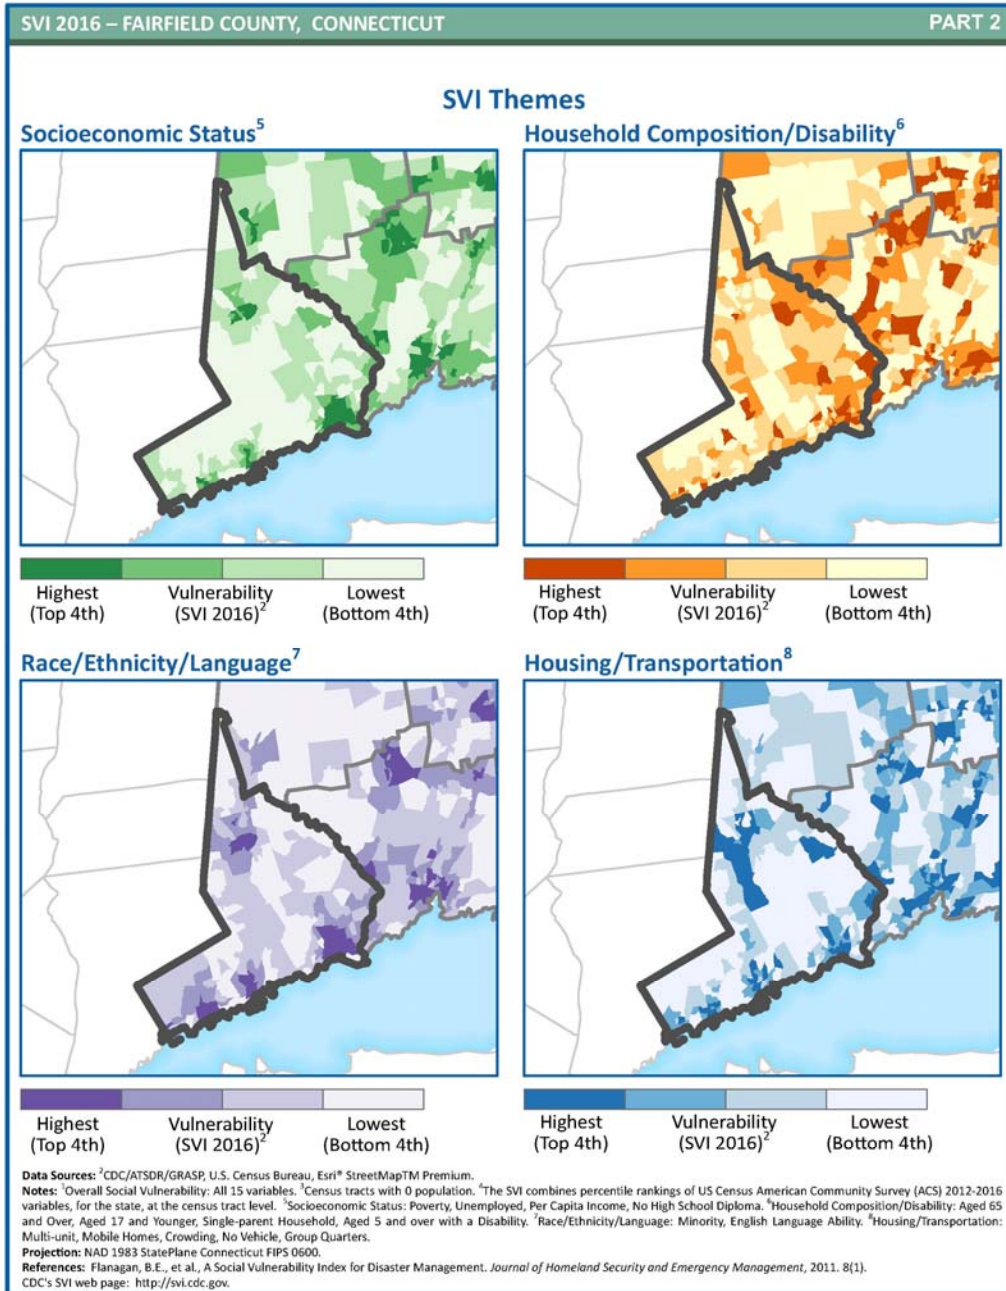 SVI 2016 – FAIRFIELD COUNTY, CONNECTICUT PART 2
SVI Themes
Socioeconomic Status⁵
Household Composition/Disability⁶
Highest (Top 4th) Vulnerability (SVI 2016)² Lowest (Bottom 4th)
Highest (Top 4th) Vulnerability (SVI 2016)² Lowest (Bottom 4th)
Race/Ethnicity/Language⁷
Housing/Transportation⁸
Highest (Top 4th) Vulnerability (SVI 2016)² Lowest (Bottom 4th)
Highest (Top 4th) Vulnerability (SVI 2016)² Lowest (Bottom 4th)
Data Sources: ²CDC/ATSDR/GRASP, U.S. Census Bureau, Esri® StreetMapTM Premium.
Notes: ¹Overall Social Vulnerability: All 15 variables. ³Census tracts with 0 population. ⁴The SVI combines percentile rankings of US Census American Community Survey (ACS) 2012-2016
variables, for the state, at the census tract level. ⁵Socioeconomic Status: Poverty, Unemployed, Per Capita Income, No High School Diploma. ⁶Household Composition/Disability: Aged 65
and Over, Aged 17 and Younger, Single-parent Household, Aged 5 and over with a Disability. ⁷Race/Ethnicity/Language: Minority, English Language Ability. ⁸Housing/Transportation:
Multi-unit, Mobile Homes, Crowding, No Vehicle, Group Quarters.
Projection: NAD 1983 StatePlane Connecticut FIPS 0600.
References: Flanagan, B.E., et al., A Social Vulnerability Index for Disaster Management. Journal of Homeland Security and Emergency Management, 2011. 8(1).
CDC's SVI web page: http://svi.cdc.gov.